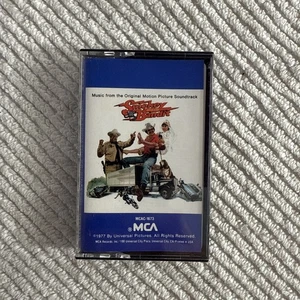 Music from the Original Motion Picture Soundtrack
Smokey
and the
Bandit
MCAC-1673
MCA
©1977 By Universal Pictures. All Rights Reserved.